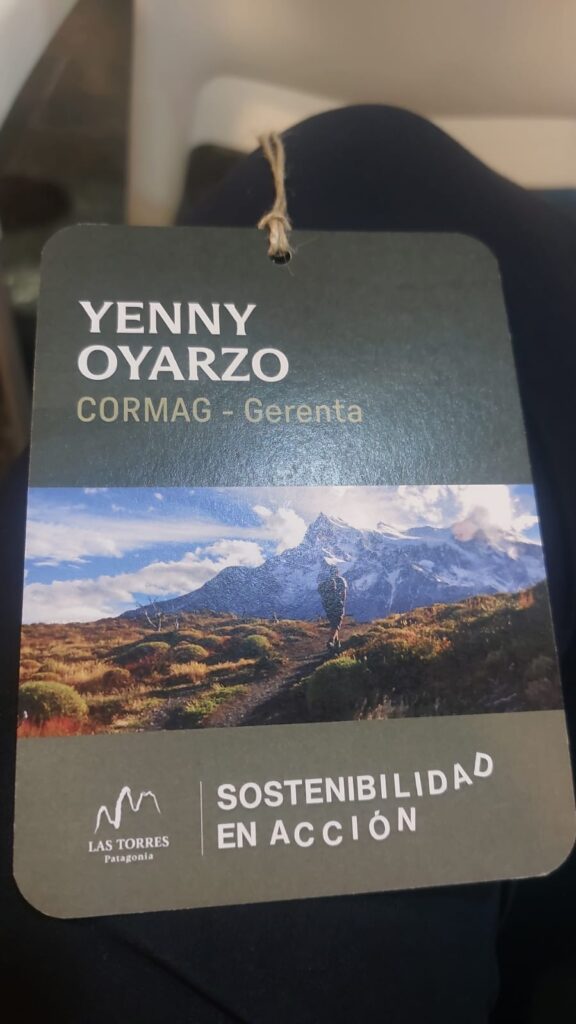 YENNY
OYARZO
CORMAG - Gerenta
LAS TORRES
Patagonia
SOSTENIBILIDAD
EN ACCIÓN